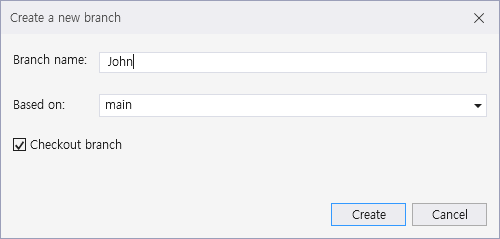 Create a new branch
Branch name: John
Based on: main
Checkout branch
Create Cancel